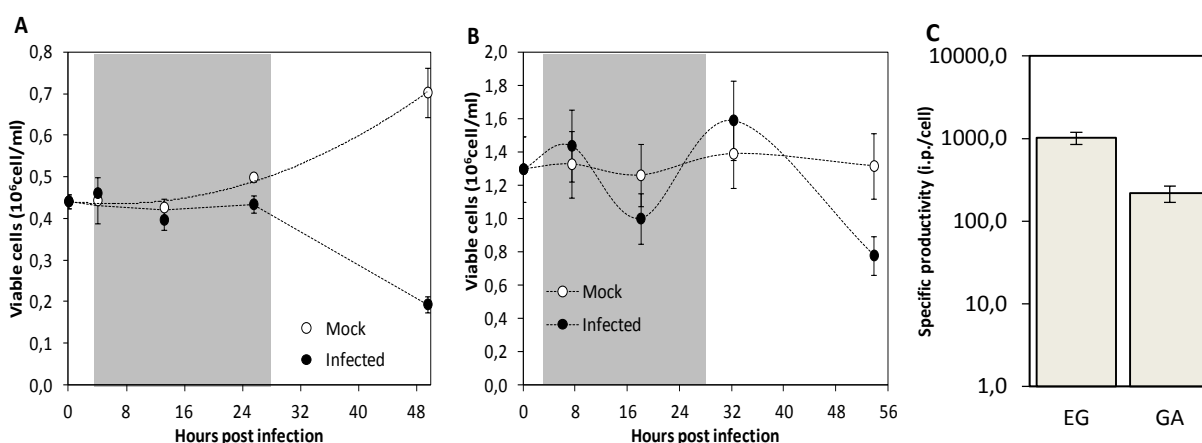 A
Viable cells (10⁶cell/ml)
0,8
0,7
0,6
0,5
0,4
0,3
0,2
0,1
0,0
0 8 16 24 32 40 48
Hours post infection
Mock
Infected
B
Viable cells (10⁶cell/ml)
2,0
1,8
1,6
1,4
1,2
1,0
0,8
0,6
0,4
0,2
0,0
0 8 16 24 32 40 48 56
Hours post infection
Mock
Infected
C
Specific productivity (i.p./cell)
10000,0
1000,0
100,0
10,0
1,0
EG GA